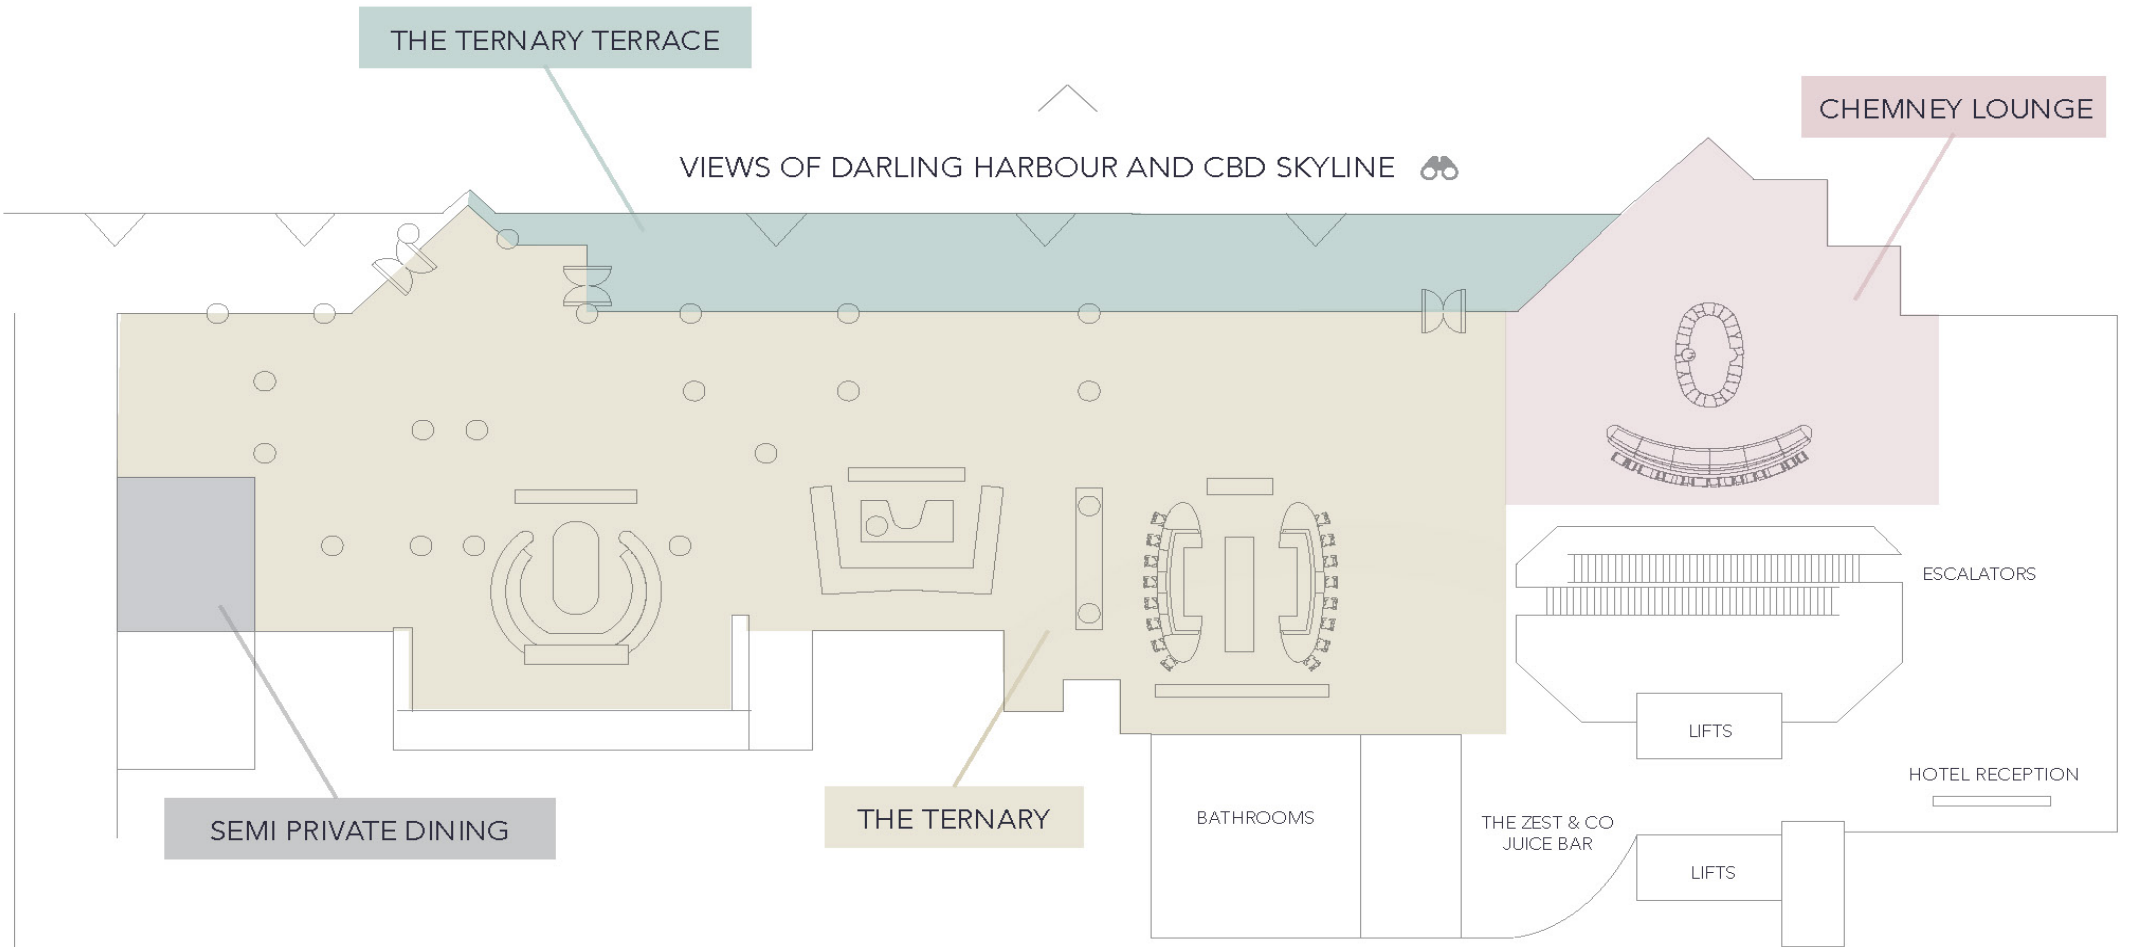 THE TERNARY TERRACE
CHEMNEY LOUNGE
VIEWS OF DARLING HARBOUR AND CBD SKYLINE
ESCALATORS
LIFTS
HOTEL RECEPTION
SEMI PRIVATE DINING
THE TERNARY
BATHROOMS
THE ZEST & CO
JUICE BAR
LIFTS